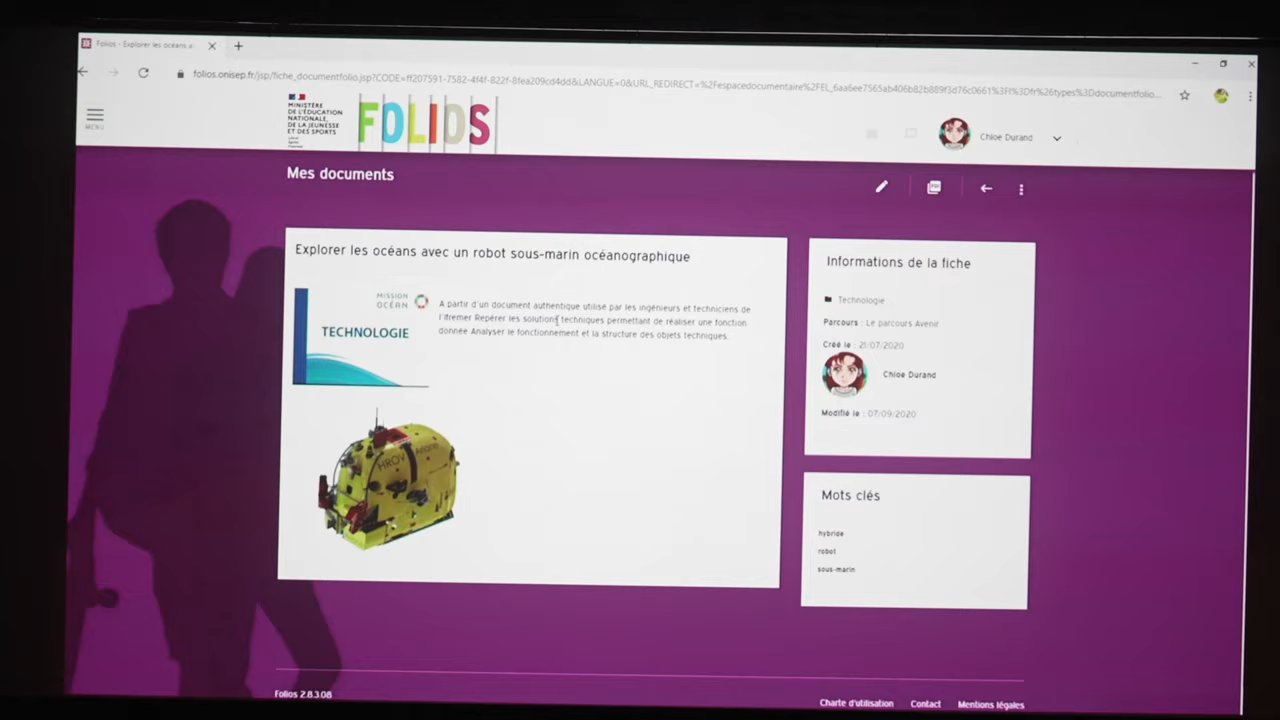 Folios - Explorer les océans a
folios.onisep.fr/jsp/fiche_documentfolio.jsp?CODE=ff207591-7582-4f4f-822f-8fea209cd4dd&LANGUE=0&URL_REDIRECT=%2Fespacedocumentaire%2FEL_6aa6ee7565ab406b82b889f3d76c0661%3Fl%3Dfr%26types%3Ddocumentfolio...
MENU
MINISTÈRE
DE L'ÉDUCATION
NATIONALE,
DE LA JEUNESSE
ET DES SPORTS
FOLIOS
Chloe Durand
Mes documents
Explorer les océans avec un robot sous-marin océanographique
MISSION
OCÉAN
TECHNOLOGIE
A partir d'un document authentique utilisé par les ingénieurs et techniciens de
l'Ifremer Repérer les solutions techniques permettant de réaliser une fonction
donnée Analyser le fonctionnement et la structure des objets techniques.
HROV Ariane
Informations de la fiche
Technologie
Parcours : Le parcours Avenir
Créé le : 21/07/2020
Chloe Durand
Modifié le : 07/09/2020
Mots clés
hybride
robot
sous-marin
Folios 2.8.3.08
Charte d'utilisation Contact Mentions légales